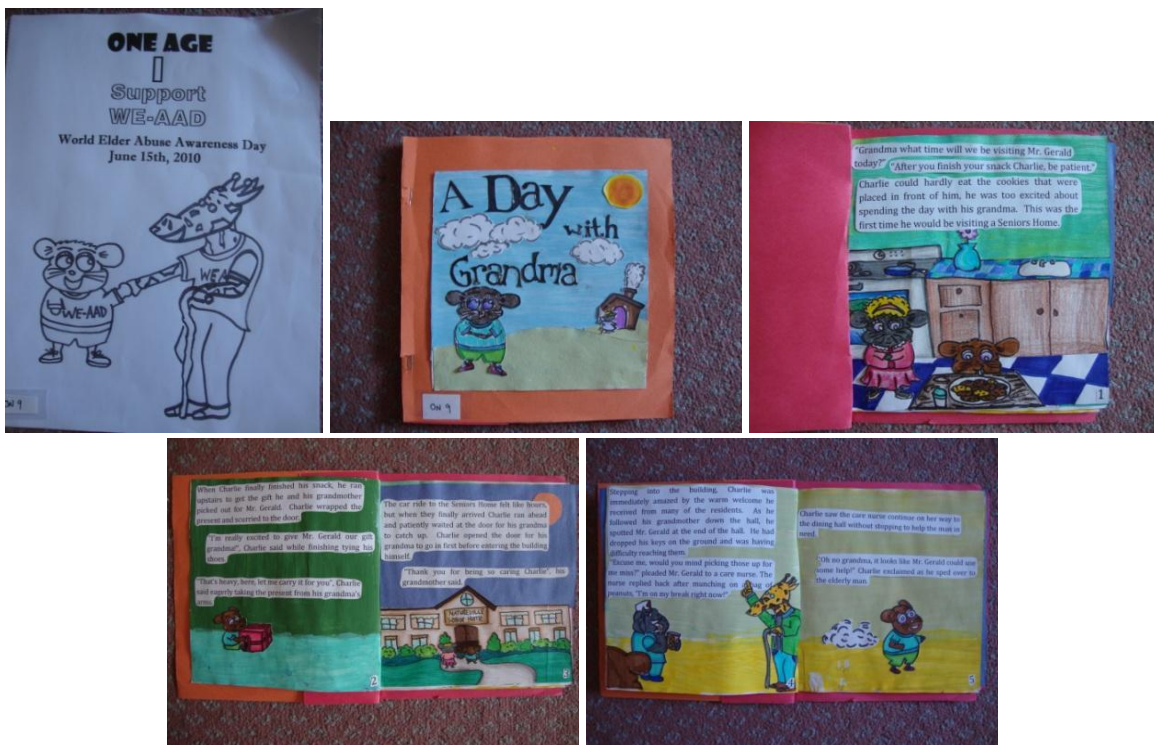 ONE AGE
I
Support
WE-AAD
World Elder Abuse Awareness Day
June 15th, 2010
WE-AAD
WE-A
ON 9
A Day
with
Grandma
ON 9
"Grandma what time will we be visiting Mr. Gerald
today?" "After you finish your snack Charlie, be patient."
Charlie could hardly eat the cookies that were
placed in front of him, he was too excited about
spending the day with his grandma. This was the
first time he would be visiting a Seniors Home.
1
When Charlie finally finished his snack, he ran
upstairs to get the gift he and his grandmother
picked out for Mr. Gerald. Charlie wrapped the
present and scurried to the door.
"I'm really excited to give Mr. Gerald our gift
grandma!", Charlie said while finishing tying his
shoes.
"That's heavy, here, let me carry it for you", Charlie
said eagerly taking the present from his grandma's
arms.
2
The car ride to the Seniors Home felt like hours,
but when they finally arrived Charlie ran ahead
and patiently waited at the door for his grandma
to catch up. Charlie opened the door for his
grandma to go in first before entering the building
himself.
"Thank you for being so caring Charlie", his
grandmother said.
3
Stepping into the building, Charlie was
immediately amazed by the warm welcome he
received from many of the residents. As he
followed his grandmother down the hall, he
spotted Mr. Gerald at the end of the hall. He had
dropped his keys on the ground and was having
difficulty reaching them.
"Excuse me, would you mind picking those up for
me miss?" pleaded Mr. Gerald to a care nurse. The
nurse replied back after munching on a bag of
peanuts, "I'm on my break right now!".
4
Charlie saw the care nurse continue on her way to
the dining hall without stopping to help the man in
need.
"Oh no grandma, it looks like Mr. Gerald could use
some help!" Charlie exclaimed as he sped over to
the elderly man.
5